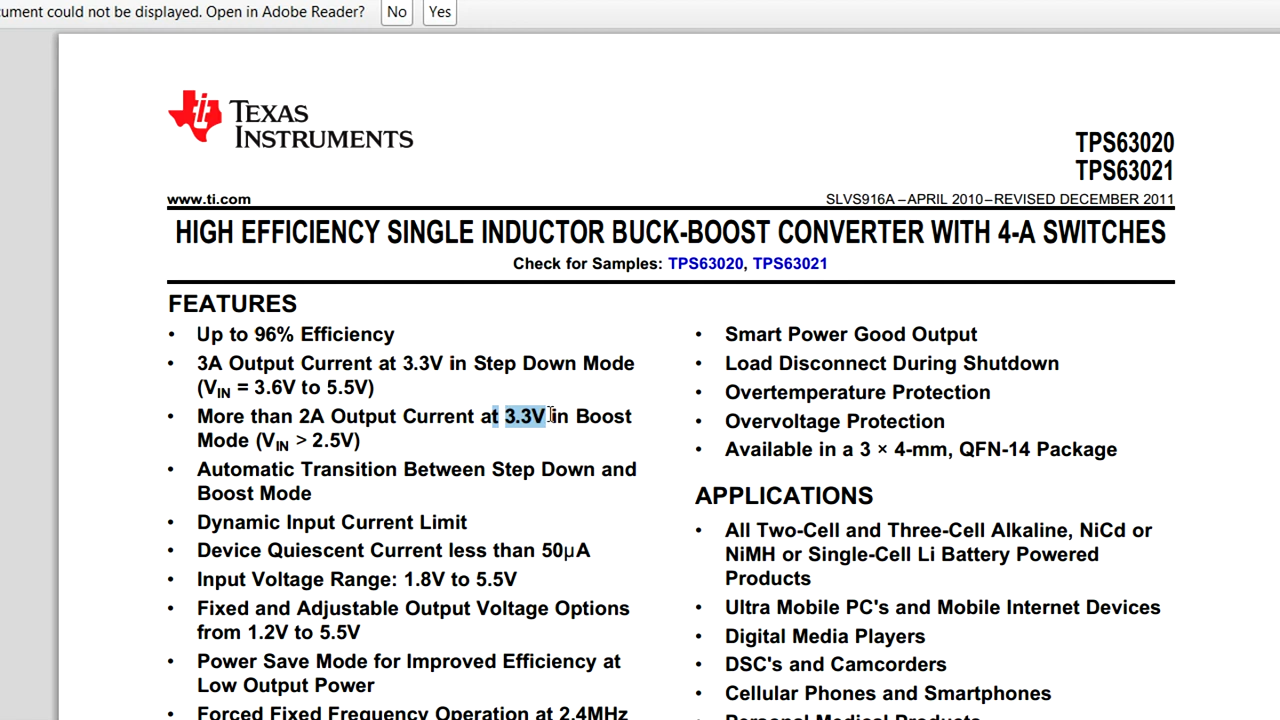 ument could not be displayed. Open in Adobe Reader? No Yes
TEXAS
INSTRUMENTS
TPS63020
TPS63021
www.ti.com
SLVS916A – APRIL 2010 – REVISED DECEMBER 2011
HIGH EFFICIENCY SINGLE INDUCTOR BUCK-BOOST CONVERTER WITH 4-A SWITCHES
Check for Samples: TPS63020, TPS63021
FEATURES
• Up to 96% Efficiency
• 3A Output Current at 3.3V in Step Down Mode
(VIN = 3.6V to 5.5V)
• More than 2A Output Current at 3.3V in Boost
Mode (VIN > 2.5V)
• Automatic Transition Between Step Down and
Boost Mode
• Dynamic Input Current Limit
• Device Quiescent Current less than 50μA
• Input Voltage Range: 1.8V to 5.5V
• Fixed and Adjustable Output Voltage Options
from 1.2V to 5.5V
• Power Save Mode for Improved Efficiency at
Low Output Power
• Forced Fixed Frequency Operation at 2.4MHz
• Smart Power Good Output
• Load Disconnect During Shutdown
• Overtemperature Protection
• Overvoltage Protection
• Available in a 3 × 4-mm, QFN-14 Package
APPLICATIONS
• All Two-Cell and Three-Cell Alkaline, NiCd or
NiMH or Single-Cell Li Battery Powered
Products
• Ultra Mobile PC's and Mobile Internet Devices
• Digital Media Players
• DSC's and Camcorders
• Cellular Phones and Smartphones
• Personal Medical Products